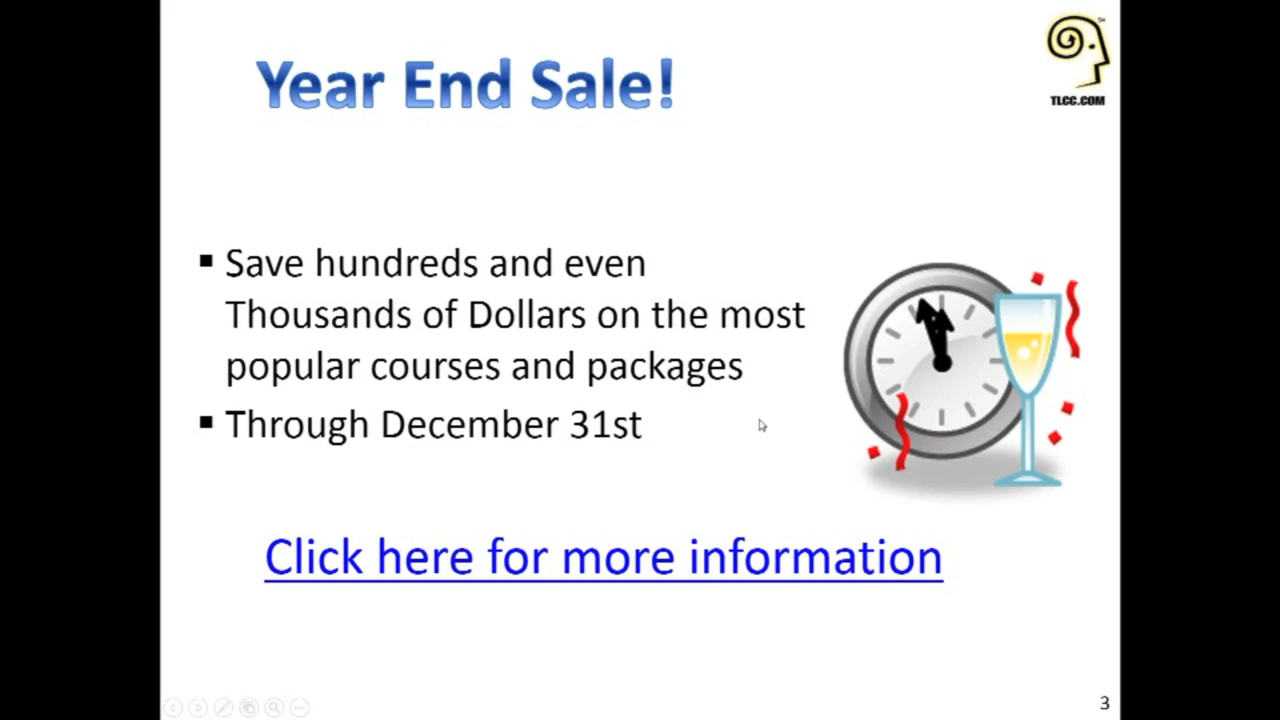 Year End Sale!
TLCC.COM
▪ Save hundreds and even
Thousands of Dollars on the most
popular courses and packages
▪ Through December 31st
Click here for more information
3